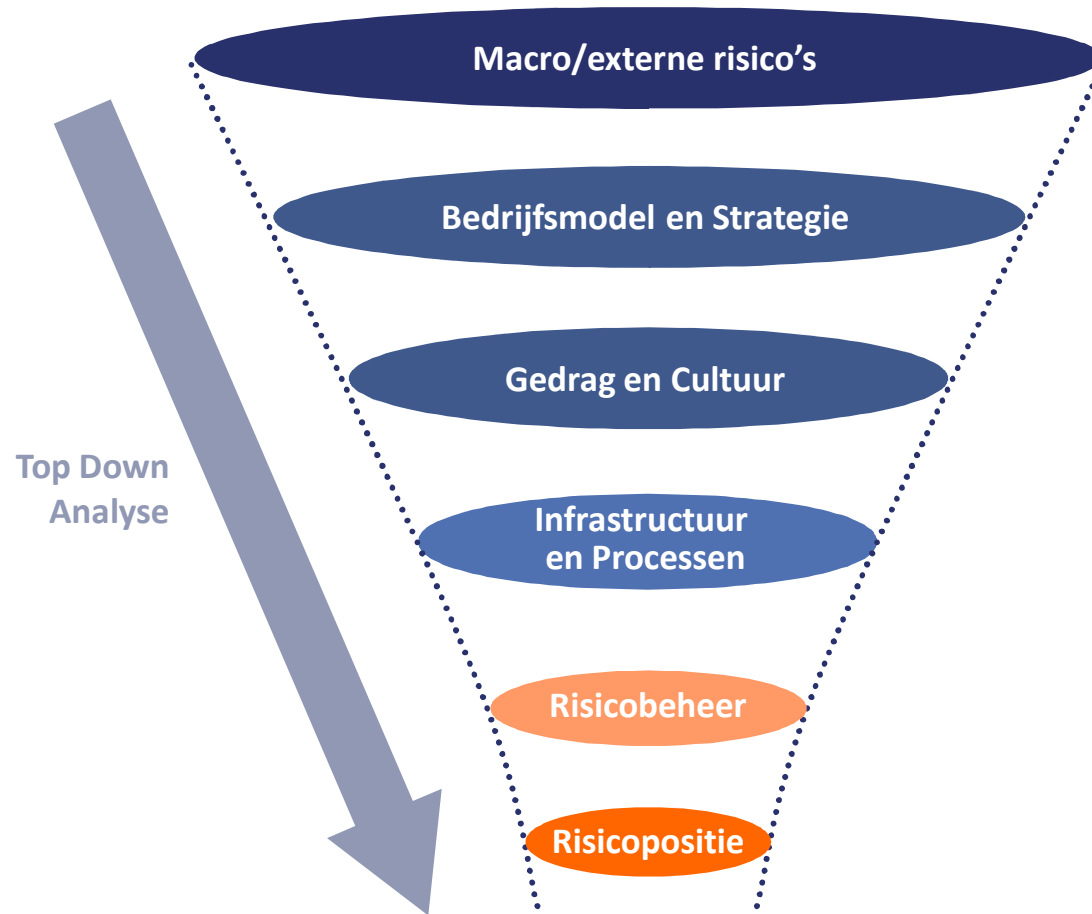 Macro/externe risico’s
Bedrijfsmodel en Strategie
Gedrag en Cultuur
Top Down
Analyse
Infrastructuur
en Processen
Risicobeheer
Risicopositie